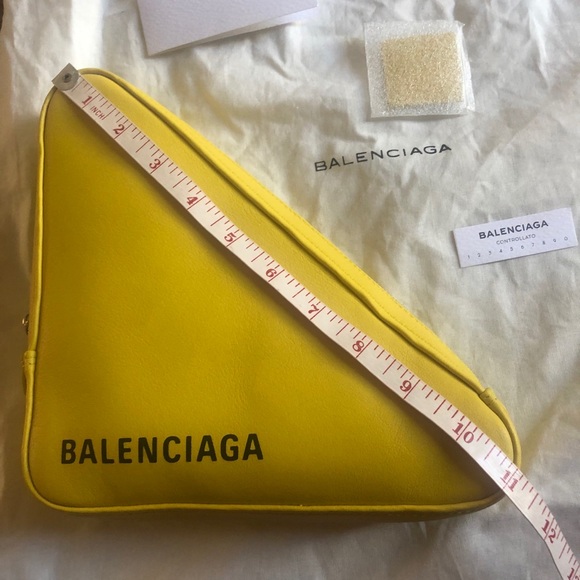 BALENCIAGA
BALENCIAGA
CONTROLLATO
1 2 3 4 5 6 7 8 9 0
1 INCH 2 3 4 5 6 7 8 9 10 11 12
BALENCIAGA